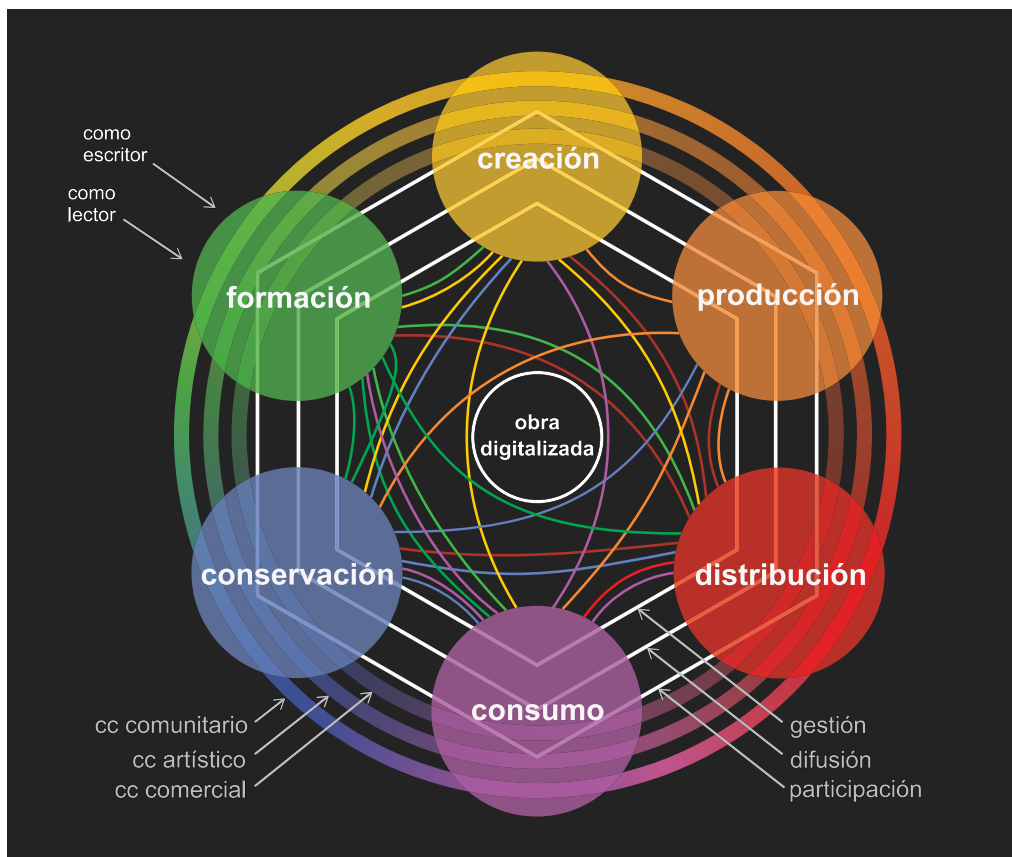 creación
como
escritor
como
lector
formación
producción
obra
digitalizada
conservación
distribución
consumo
cc comunitario
cc artístico
cc comercial
gestión
difusión
participación